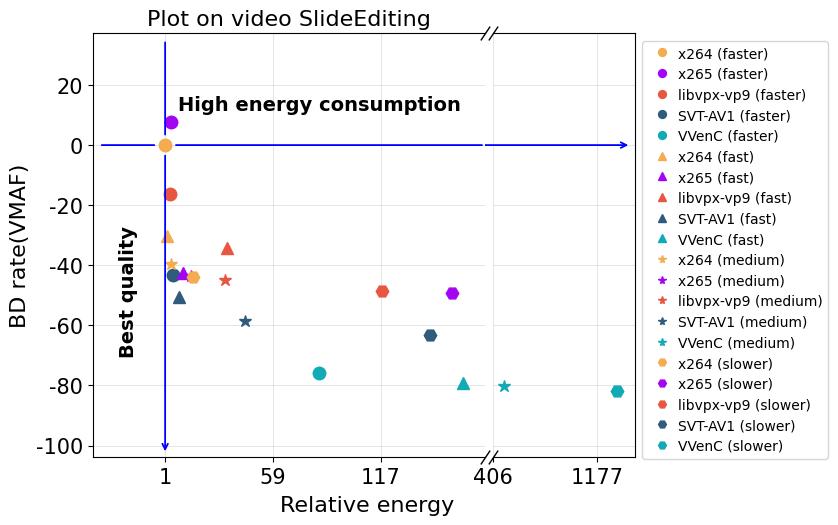 Plot on video SlideEditing
High energy consumption
Best quality
BD rate(VMAF)
20
0
-20
-40
-60
-80
-100
1
59
117
406
1177
Relative energy
x264 (faster)
x265 (faster)
libvpx-vp9 (faster)
SVT-AV1 (faster)
VVenC (faster)
x264 (fast)
x265 (fast)
libvpx-vp9 (fast)
SVT-AV1 (fast)
VVenC (fast)
x264 (medium)
x265 (medium)
libvpx-vp9 (medium)
SVT-AV1 (medium)
VVenC (medium)
x264 (slower)
x265 (slower)
libvpx-vp9 (slower)
SVT-AV1 (slower)
VVenC (slower)